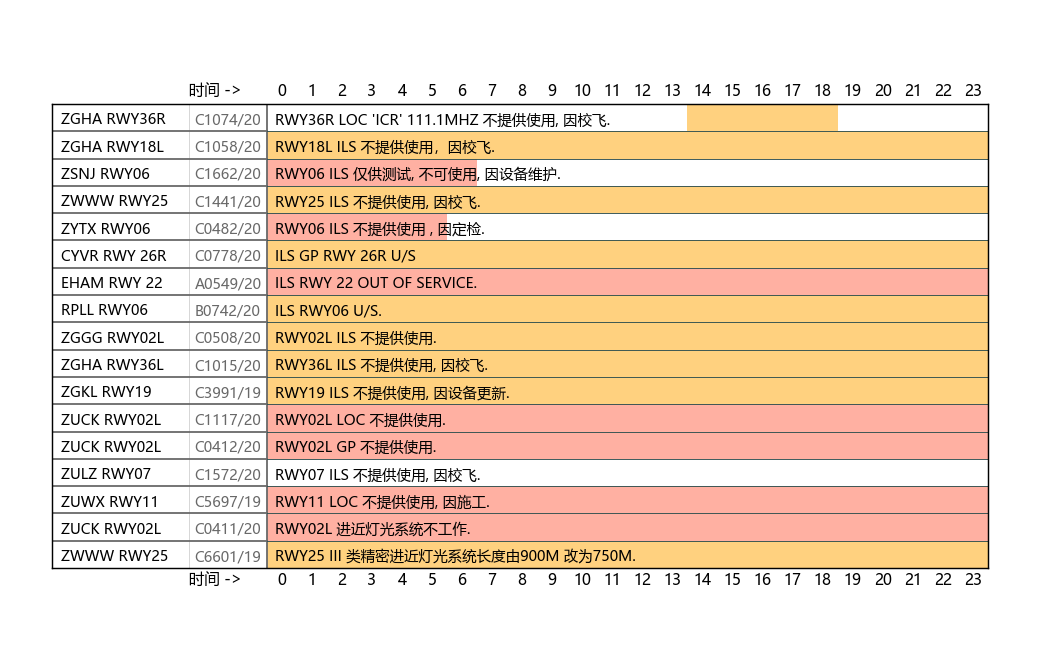 时间 -> 0 1 2 3 4 5 6 7 8 9 10 11 12 13 14 15 16 17 18 19 20 21 22 23
ZGHA RWY36R C1074/20 RWY36R LOC 'ICR' 111.1MHZ 不提供使用, 因校飞.
ZGHA RWY18L C1058/20 RWY18L ILS 不提供使用，因校飞.
ZSNJ RWY06 C1662/20 RWY06 ILS 仅供测试, 不可使用, 因设备维护.
ZWWW RWY25 C1441/20 RWY25 ILS 不提供使用, 因校飞.
ZYTX RWY06 C0482/20 RWY06 ILS 不提供使用 , 因定检.
CYVR RWY 26R C0778/20 ILS GP RWY 26R U/S
EHAM RWY 22 A0549/20 ILS RWY 22 OUT OF SERVICE.
RPLL RWY06 B0742/20 ILS RWY06 U/S.
ZGGG RWY02L C0508/20 RWY02L ILS 不提供使用.
ZGHA RWY36L C1015/20 RWY36L ILS 不提供使用, 因校飞.
ZGKL RWY19 C3991/19 RWY19 ILS 不提供使用, 因设备更新.
ZUCK RWY02L C1117/20 RWY02L LOC 不提供使用.
ZUCK RWY02L C0412/20 RWY02L GP 不提供使用.
ZULZ RWY07 C1572/20 RWY07 ILS 不提供使用, 因校飞.
ZUWX RWY11 C5697/19 RWY11 LOC 不提供使用, 因施工.
ZUCK RWY02L C0411/20 RWY02L 进近灯光系统不工作.
ZWWW RWY25 C6601/19 RWY25 III 类精密进近灯光系统长度由900M 改为750M.
时间 -> 0 1 2 3 4 5 6 7 8 9 10 11 12 13 14 15 16 17 18 19 20 21 22 23